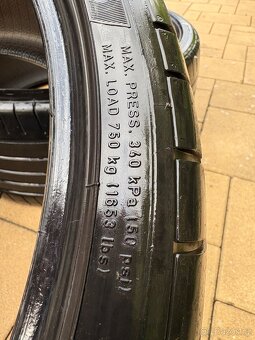 MAX. PRESS. 340 kPa (50 psi)
MAX. LOAD 750 kg (1653 lbs)